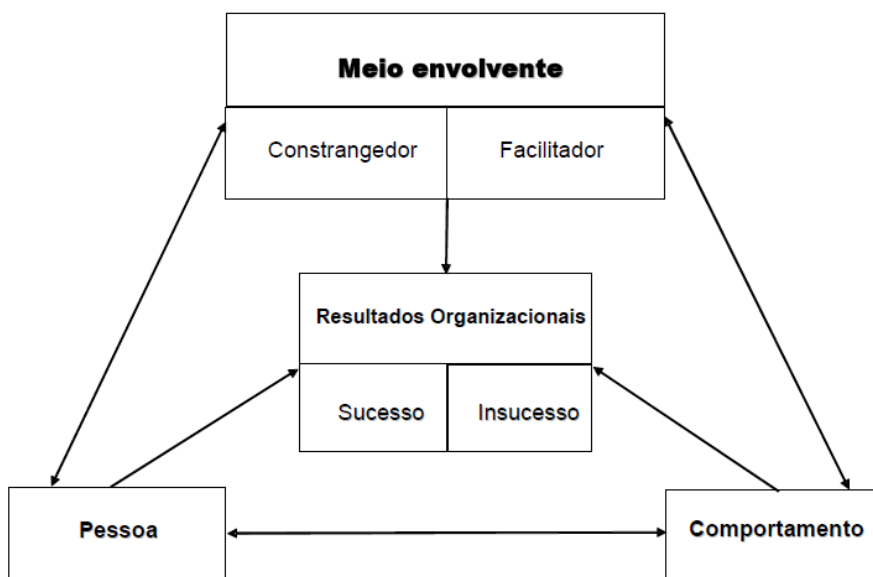 Meio envolvente
Constrangedor
Facilitador
Resultados Organizacionais
Sucesso
Insucesso
Pessoa
Comportamento